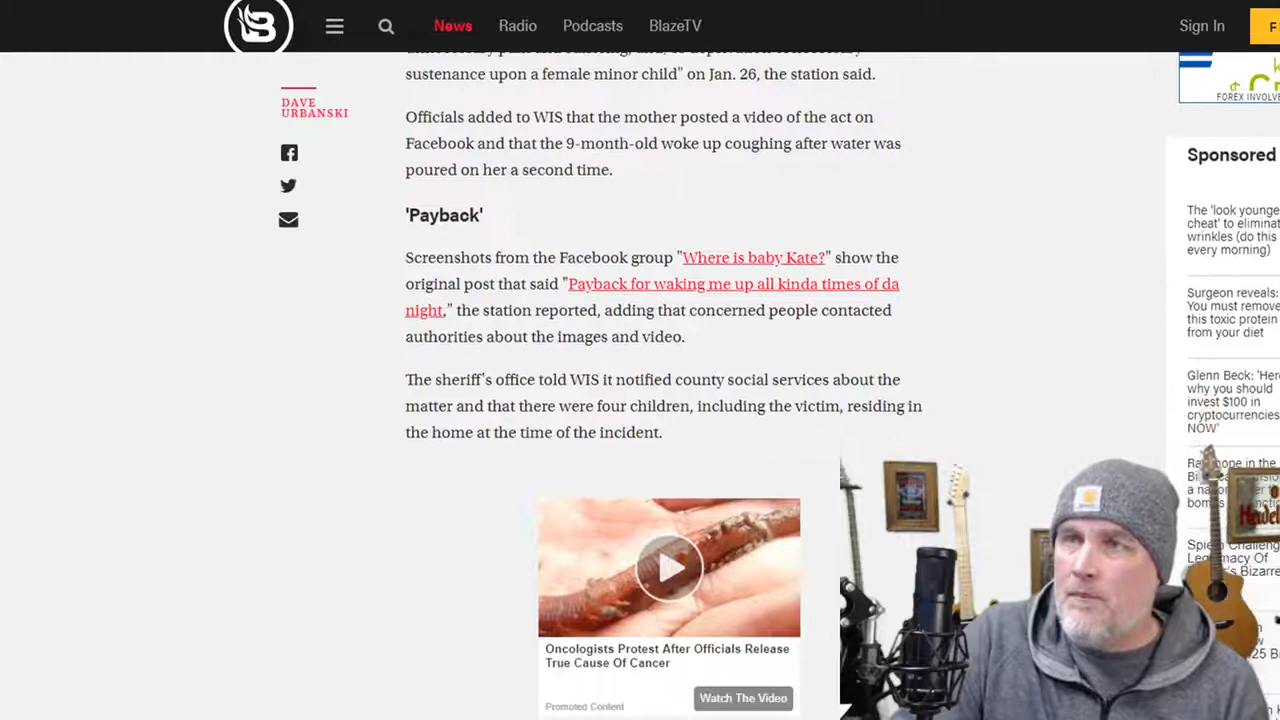 News Radio Podcasts BlazeTV Sign In F
sustenance upon a female minor child" on Jan. 26, the station said.
DAVE
URBANSKI
Officials added to WIS that the mother posted a video of the act on
Facebook and that the 9-month-old woke up coughing after water was
poured on her a second time.
'Payback'
Screenshots from the Facebook group "Where is baby Kate?" show the
original post that said "Payback for waking me up all kinda times of da
night," the station reported, adding that concerned people contacted
authorities about the images and video.
The sheriff's office told WIS it notified county social services about the
matter and that there were four children, including the victim, residing in
the home at the time of the incident.
Oncologists Protest After Officials Release
True Cause Of Cancer
Promoted Content
Watch The Video
FOREX INVOLVE
Sponsored
The 'look younge
cheat' to eliminat
wrinkles (do this
every morning)
Surgeon reveals:
You must remove
this toxic protein
from your diet
Glenn Beck: 'Her
why you should
invest $100 in
cryptocurrencies
NOW'